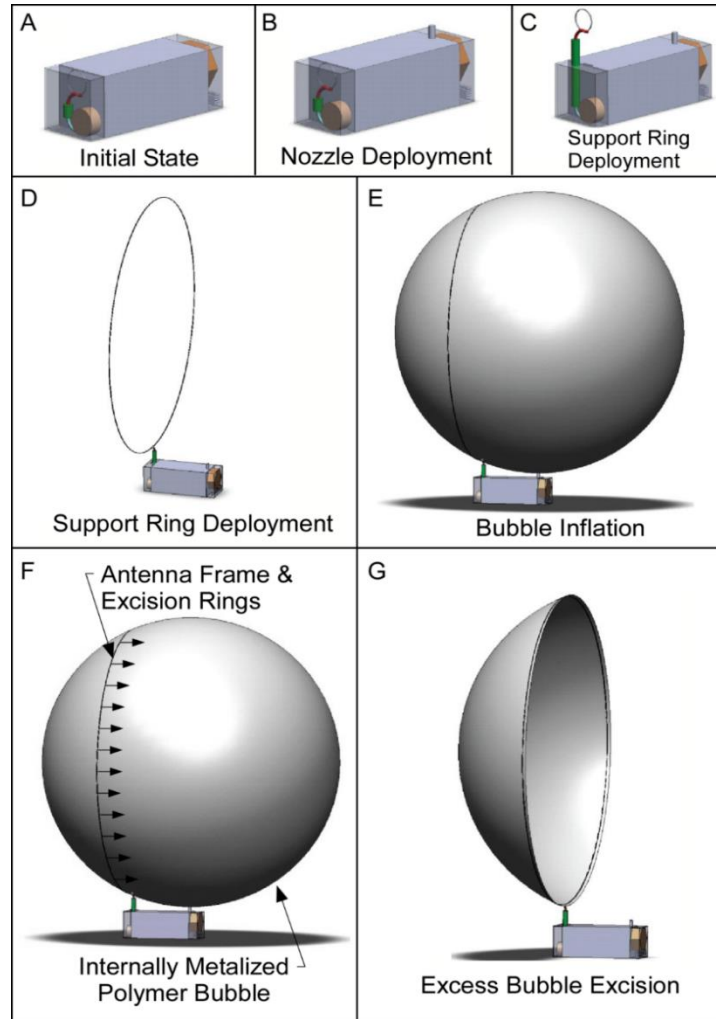 A
Initial State
B
Nozzle Deployment
C
Support Ring
Deployment
D
Support Ring Deployment
E
Bubble Inflation
F
Antenna Frame &
Excision Rings
Internally Metalized
Polymer Bubble
G
Excess Bubble Excision